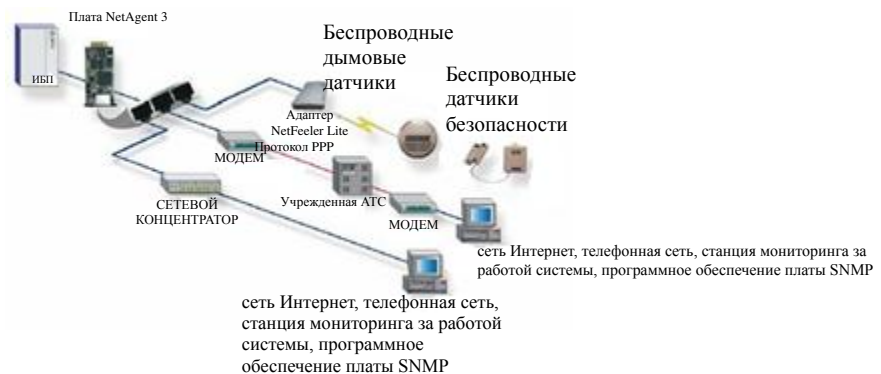 Плата NetAgent 3
ИБП
Беспроводные
дымовые
датчики
Беспроводные
датчики
безопасности
Адаптер
NetFeeler Lite
Протокол PPP
МОДЕМ
Учрежденная АТС
МОДЕМ
СЕТЕВОЙ
КОНЦЕНТРАТОР
сеть Интернет, телефонная сеть, станция мониторинга за
работой системы, программное обеспечение платы SNMP
сеть Интернет, телефонная сеть,
станция мониторинга за работой
системы, программное
обеспечение платы SNMP